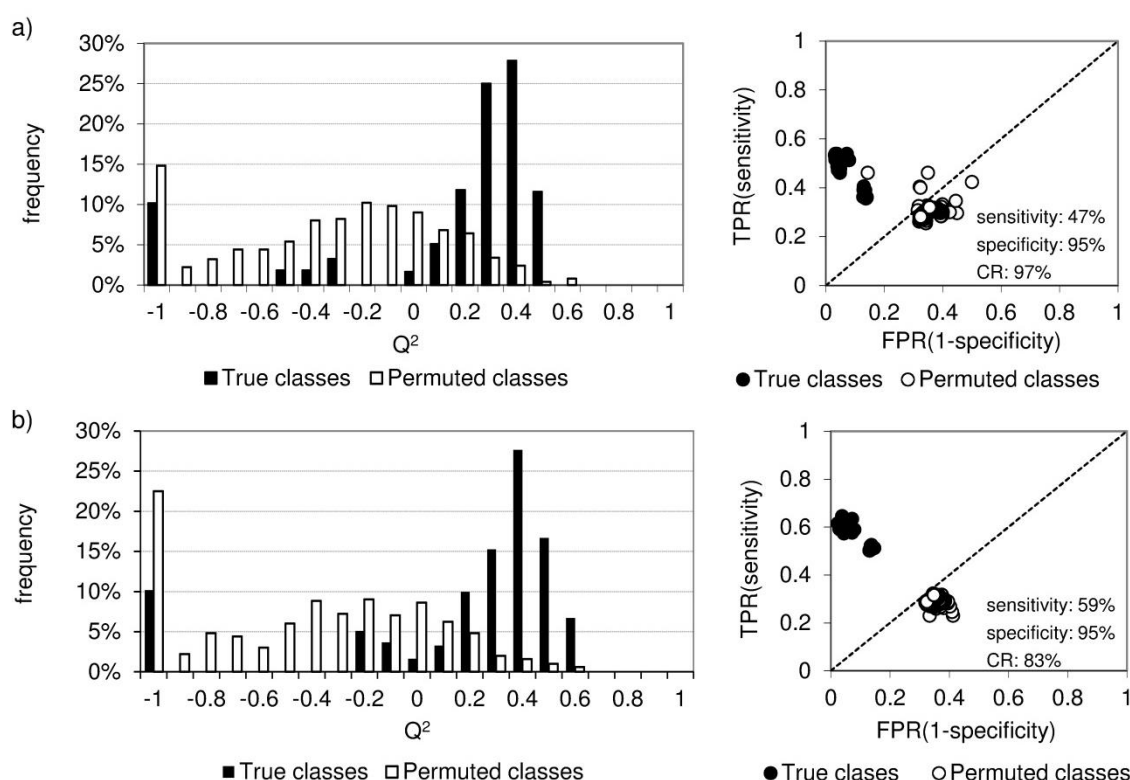 a)
30%
25%
20%
15%
10%
5%
0%
frequency
-1 -0.8 -0.6 -0.4 -0.2 0 0.2 0.4 0.6 0.8 1
Q²
True classes Permuted classes
1
0.8
0.6
0.4
0.2
0
TPR(sensitivity)
sensitivity: 47%
specificity: 95%
CR: 97%
0 0.2 0.4 0.6 0.8 1
FPR(1-specificity)
True classes Permuted classes
b)
30%
25%
20%
15%
10%
5%
0%
frequency
-1 -0.8 -0.6 -0.4 -0.2 0 0.2 0.4 0.6 0.8 1
Q²
True classes Permuted classes
1
0.8
0.6
0.4
0.2
0
TPR(sensitivity)
sensitivity: 59%
specificity: 95%
CR: 83%
0 0.2 0.4 0.6 0.8 1
FPR(1-specificity)
True classes Permuted classes